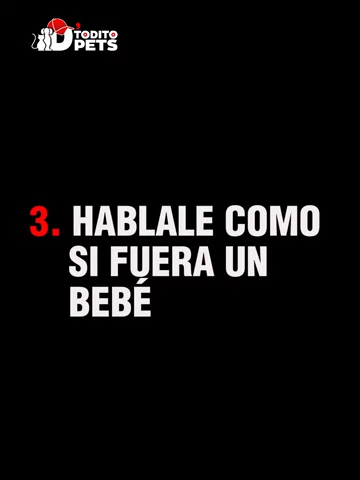 D'TODITO
PETS
3. HABLALE COMO
SI FUERA UN
BEBÉ